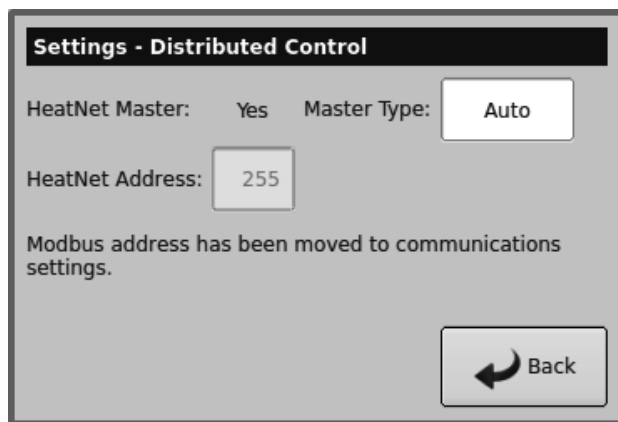 Settings - Distributed Control
HeatNet Master: Yes Master Type: Auto
HeatNet Address: 255
Modbus address has been moved to communications
settings.
Back